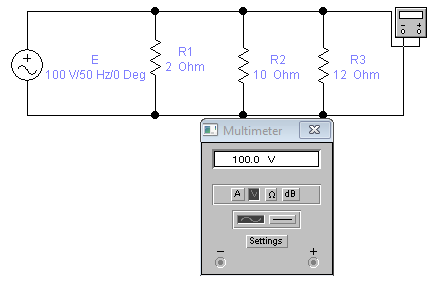 E
100 V/50 Hz/0 Deg
R1
2 Ohm
R2
10 Ohm
R3
12 Ohm
Multimeter
100.0 V
A V Ω dB
Settings
− +